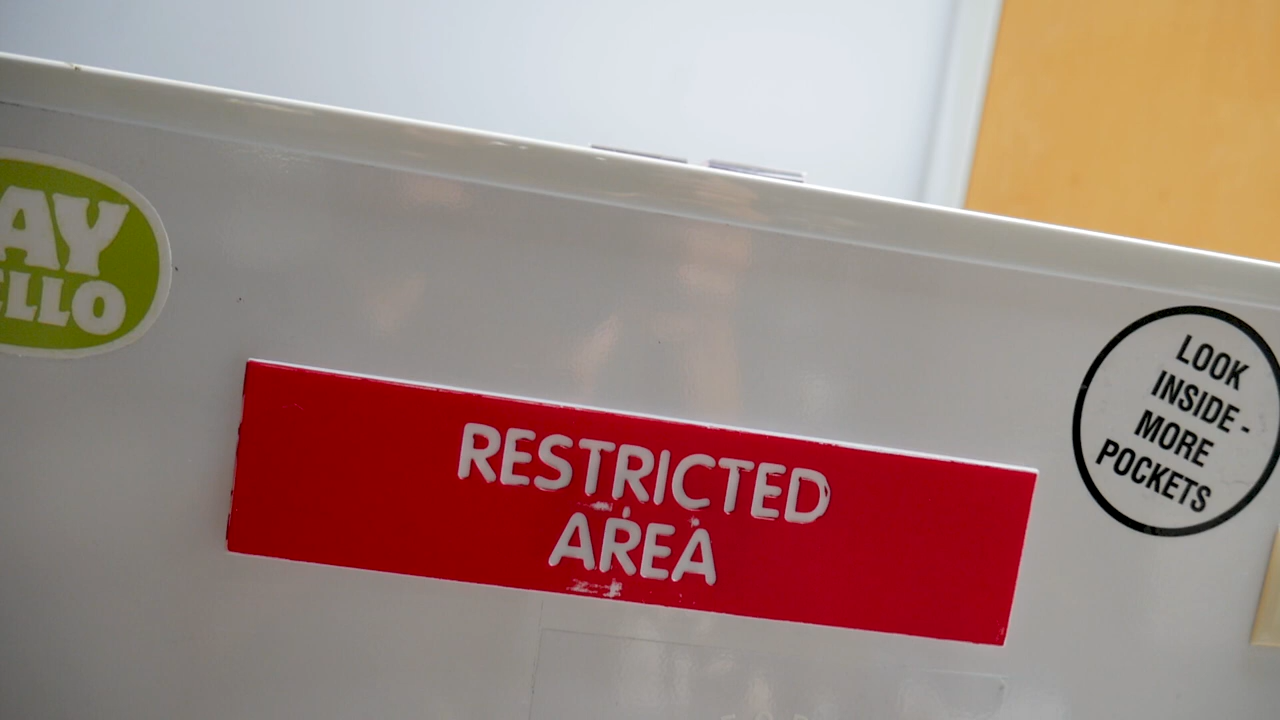 AY
ELLO
RESTRICTED
AREA
LOOK
INSIDE -
MORE
POCKETS